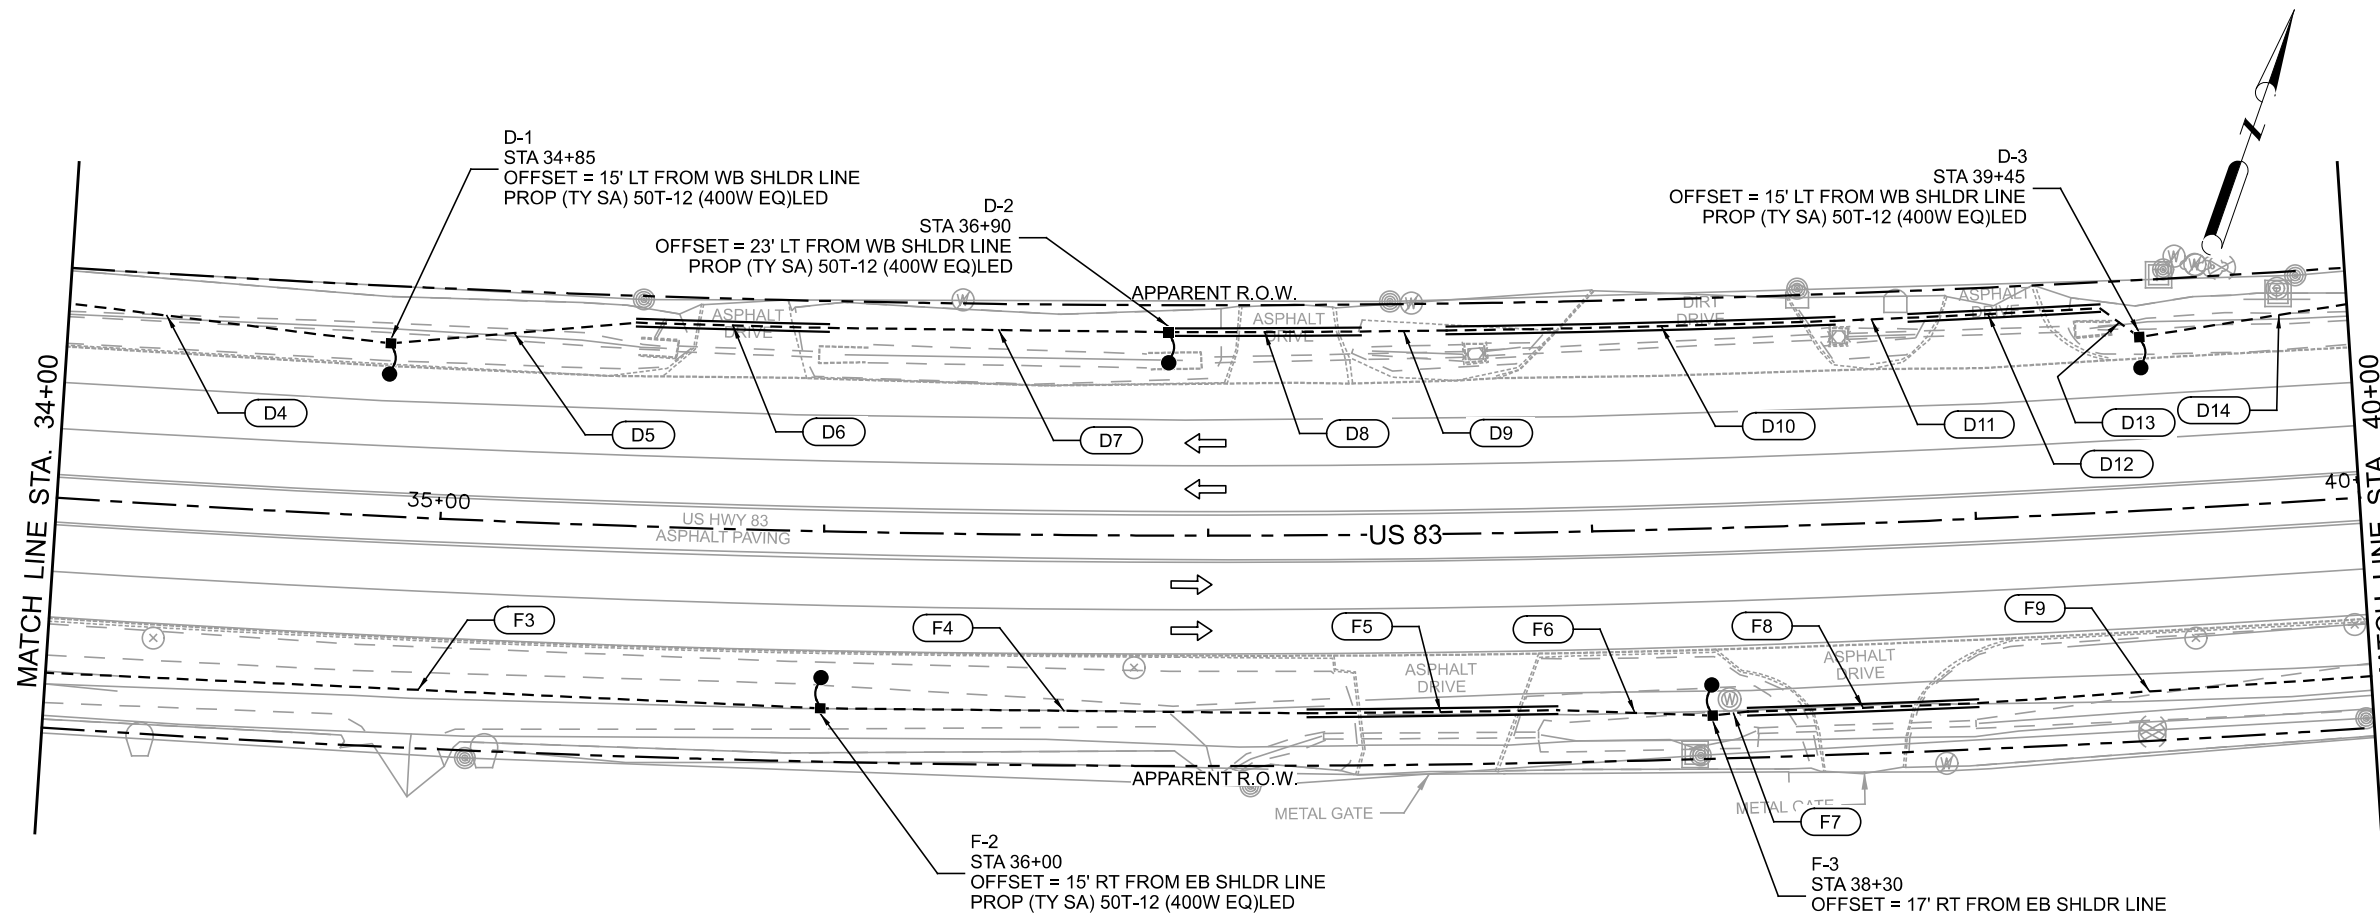 D-1
STA 34+85
OFFSET = 15' LT FROM WB SHLDR LINE
PROP (TY SA) 50T-12 (400W EQ)LED
D-2
STA 36+90
OFFSET = 23' LT FROM WB SHLDR LINE
PROP (TY SA) 50T-12 (400W EQ)LED
D-3
STA 39+45
OFFSET = 15' LT FROM WB SHLDR LINE
PROP (TY SA) 50T-12 (400W EQ)LED
N
W
W
W
W
W
APPARENT R.O.W.
ASPHALT
DRIVE
ASPHALT
DRIVE
DIRT
DRIVE
ASPHALT
DRIVE
MATCH LINE STA. 34+00
D4
D5
D6
D7
D8
D9
D10
D11
D12
D13
D14
35+00
US HWY 83
ASPHALT PAVING
US 83
MATCH LINE STA. 40+00
F3
F4
F5
F6
F8
F9
ASPHALT
DRIVE
ASPHALT
DRIVE
W
W
APPARENT R.O.W.
METAL GATE
METAL GATE
F7
F-2
STA 36+00
OFFSET = 15' RT FROM EB SHLDR LINE
PROP (TY SA) 50T-12 (400W EQ)LED
F-3
STA 38+30
OFFSET = 17' RT FROM EB SHLDR LINE